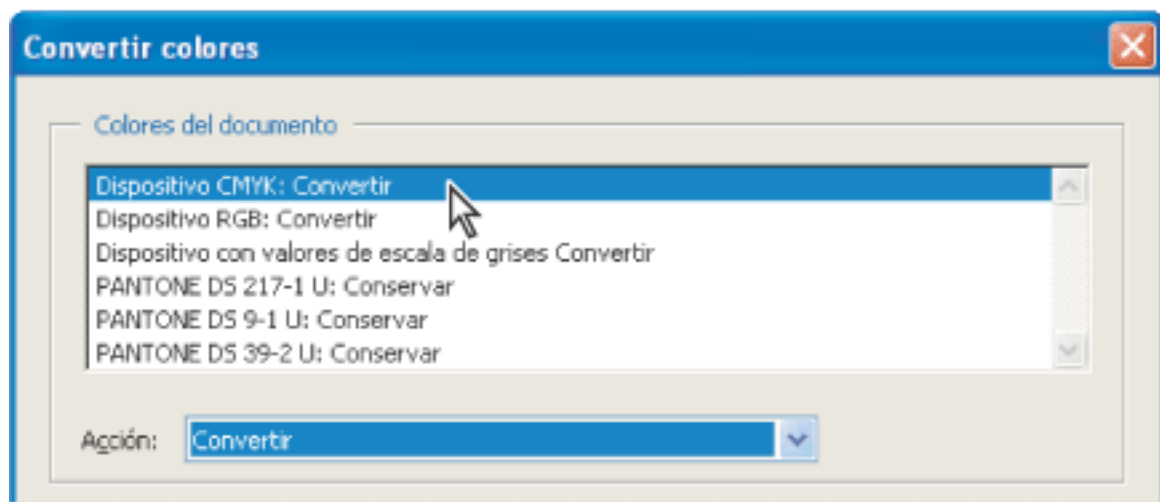 Convertir colores
Colores del documento
Dispositivo CMYK: Convertir
Dispositivo RGB: Convertir
Dispositivo con valores de escala de grises Convertir
PANTONE DS 217-1 U: Conservar
PANTONE DS 9-1 U: Conservar
PANTONE DS 39-2 U: Conservar
Acción: Convertir